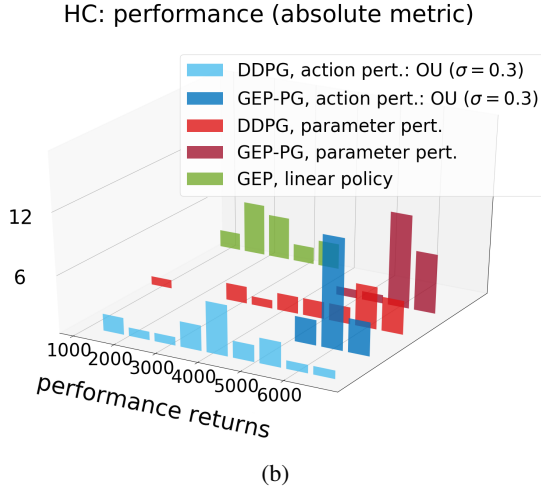 HC: performance (absolute metric)
DDPG, action pert.: OU (σ = 0.3)
GEP-PG, action pert.: OU (σ = 0.3)
DDPG, parameter pert.
GEP-PG, parameter pert.
GEP, linear policy
12
6
1000
2000
3000
4000
5000
6000
performance returns
(b)